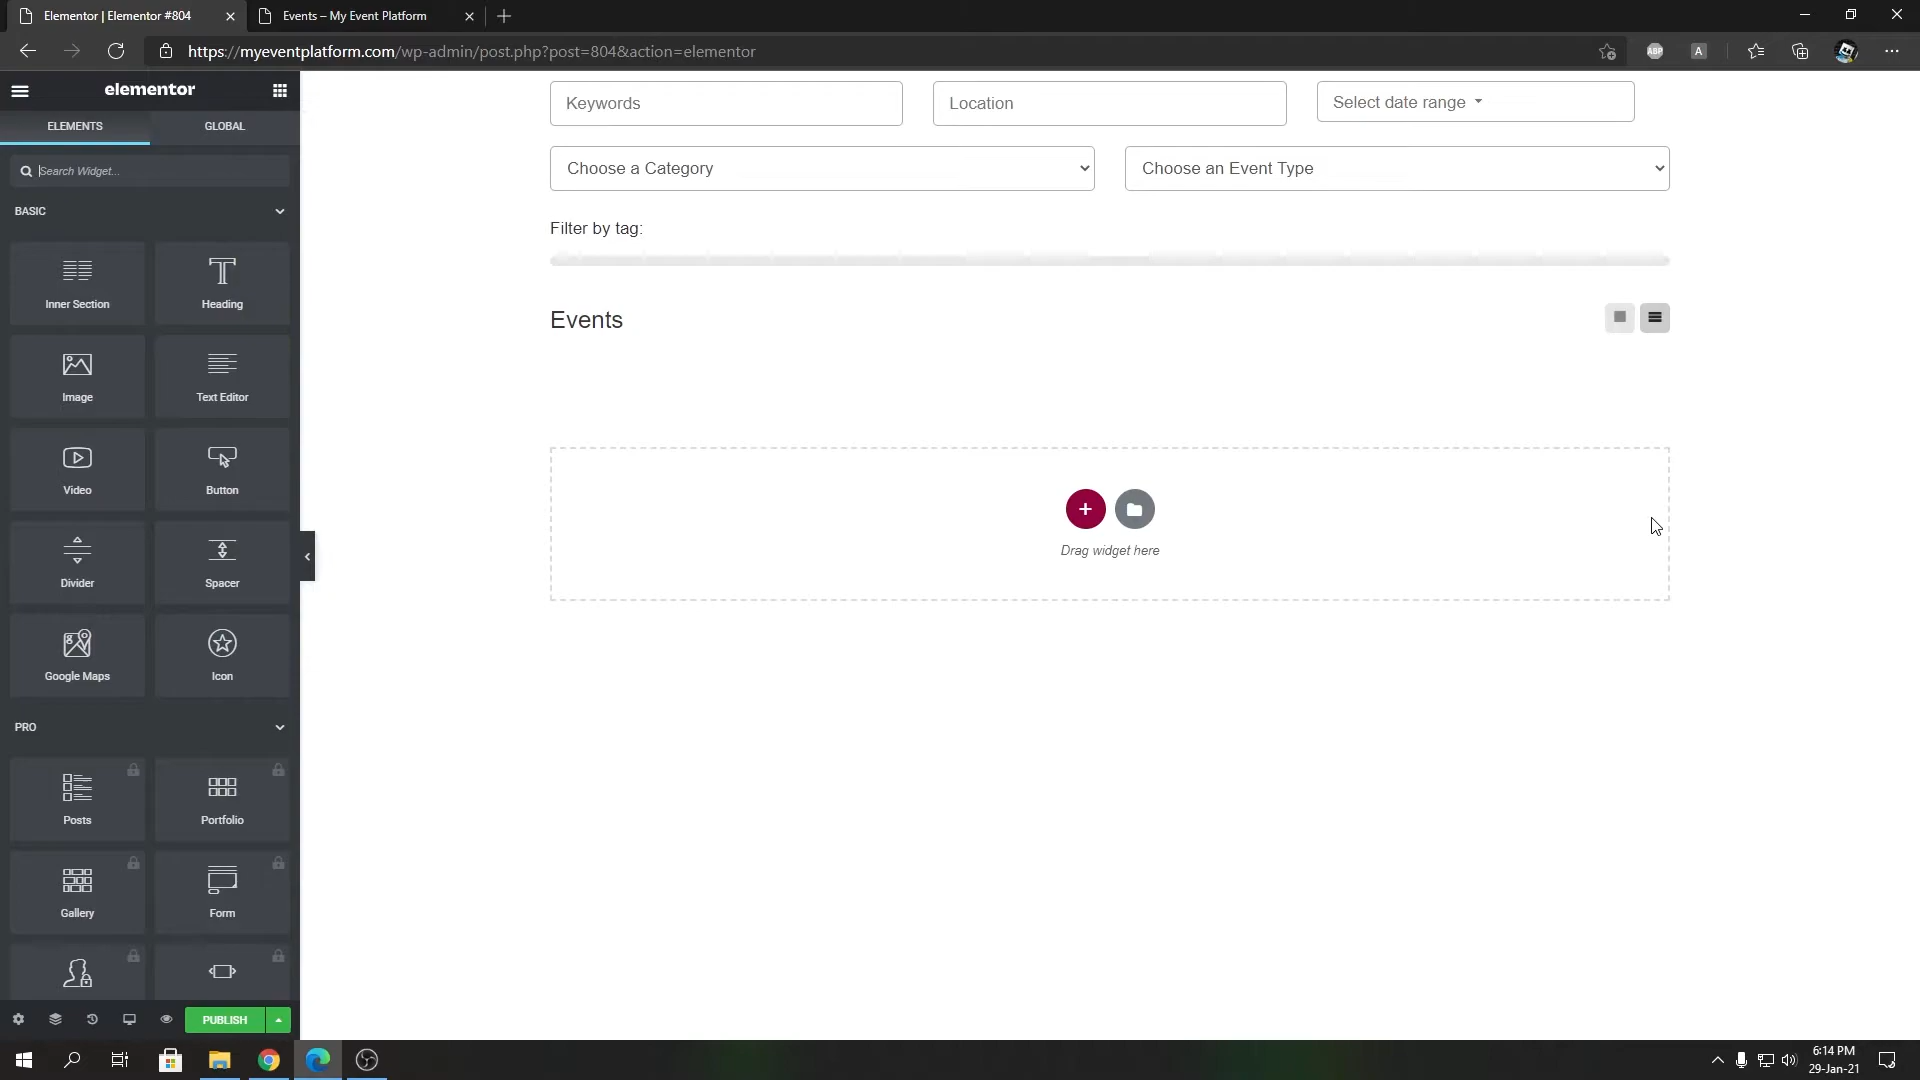 Elementor | Elementor #804
Events – My Event Platform
https://myeventplatform.com/wp-admin/post.php?post=804&action=elementor
ABP
A
elementor
ELEMENTS
GLOBAL
Search Widget...
BASIC
Inner Section
Heading
Image
Text Editor
Video
Button
Divider
Spacer
Google Maps
Icon
PRO
Posts
Portfolio
Gallery
Form
PUBLISH
Keywords
Location
Select date range
Choose a Category
Choose an Event Type
Filter by tag:
Events
Drag widget here
6:14 PM
29-Jan-21